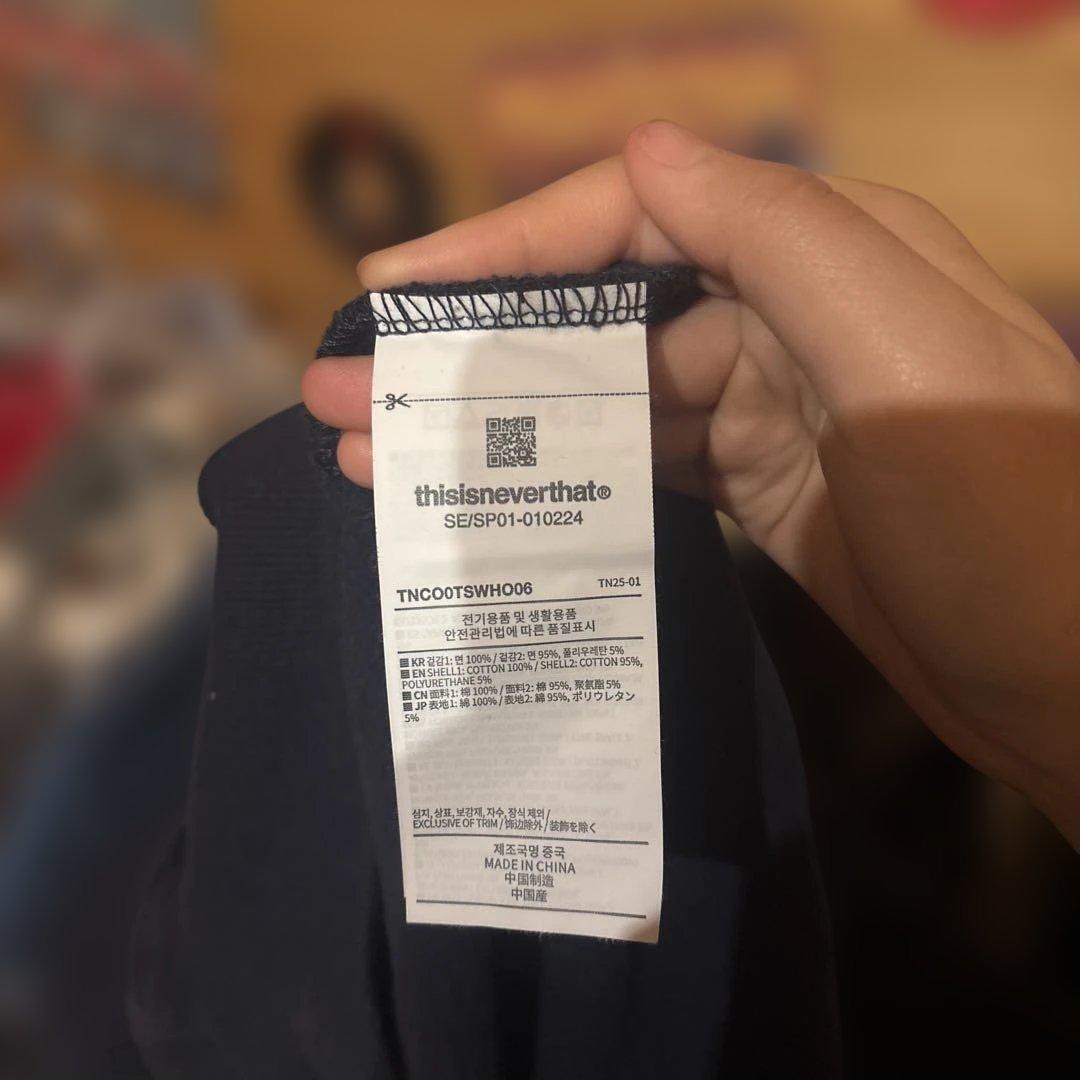 thisisneverthat®
SE/SP01-010224
TNCO0TSWHO06
TN25-01
전기용품 및 생활용품
안전관리법에 따른 품질표시
KR 겉감1: 면 100% / 겉감2: 면 95%, 폴리우레탄 5%
EN SHELL1: COTTON 100% / SHELL2: COTTON 95%,
POLYURETHANE 5%
CN 面料1: 棉 100% / 面料2: 棉 95%, 聚氨酯 5%
JP 表地1: 綿 100% / 表地2: 綿 95%, ポリウレタン
5%
심지, 상표, 보강재, 자수, 장식 제외 /
EXCLUSIVE OF TRIM / 饰边除外 / 装飾を除く
제조국명 중국
MADE IN CHINA
中国制造
中国産